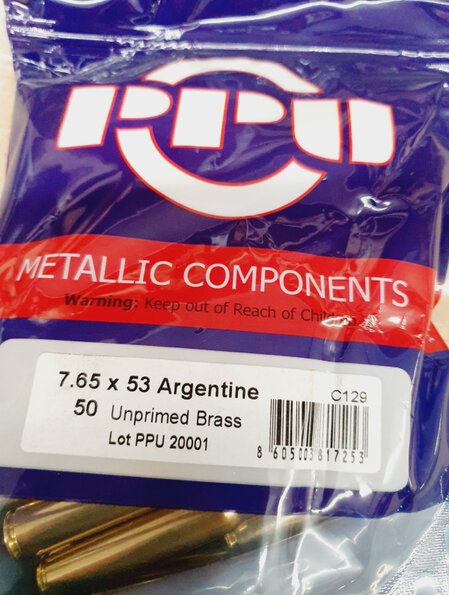 PPU
METALLIC COMPONENTS
Warning: Keep out of Reach of Children
7.65 x 53 Argentine
C129
50 Unprimed Brass
Lot PPU 20001
8 605003 817253